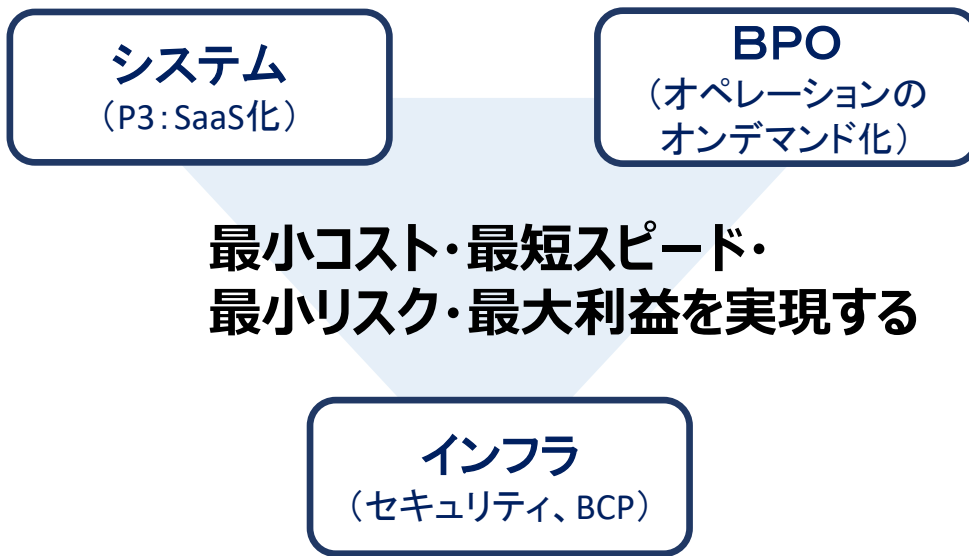 システム
（P3：SaaS化）
BPO
（オペレーションの
オンデマンド化）
最小コスト・最短スピード・
最小リスク・最大利益を実現する
インフラ
（セキュリティ、BCP）